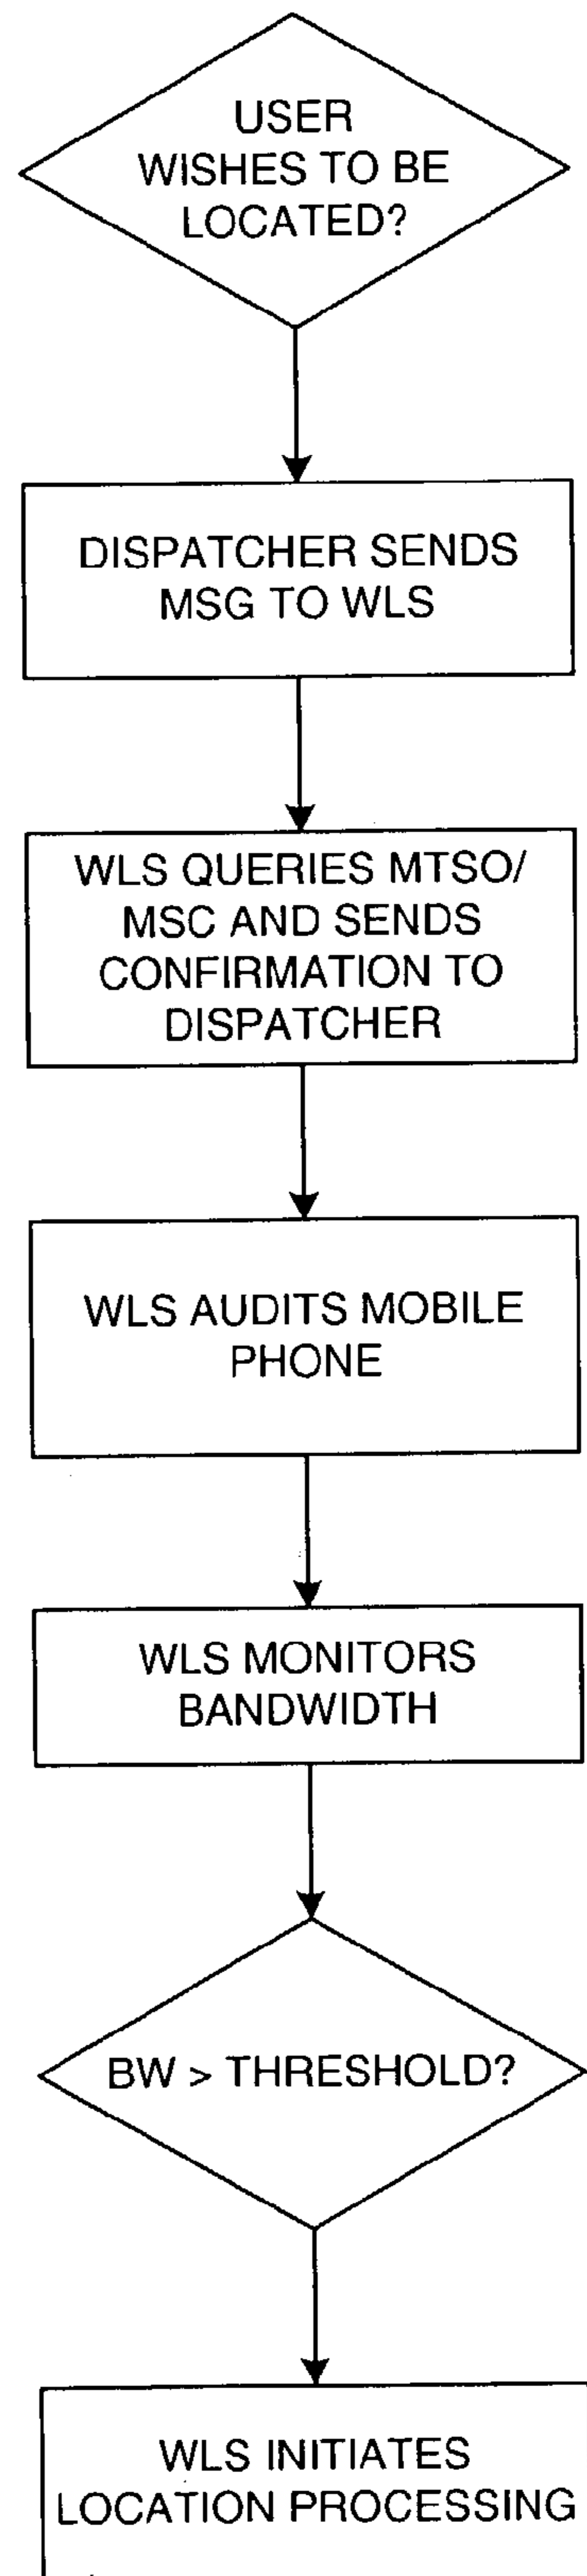 USER
WISHES TO BE
LOCATED?
DISPATCHER SENDS
MSG TO WLS
WLS QUERIES MTSO/
MSC AND SENDS
CONFIRMATION TO
DISPATCHER
WLS AUDITS MOBILE
PHONE
WLS MONITORS
BANDWIDTH
BW > THRESHOLD?
WLS INITIATES
LOCATION PROCESSING